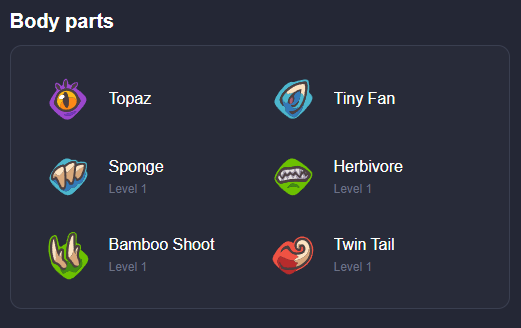 Body parts
Topaz
Tiny Fan
Sponge
Level 1
Herbivore
Level 1
Bamboo Shoot
Level 1
Twin Tail
Level 1